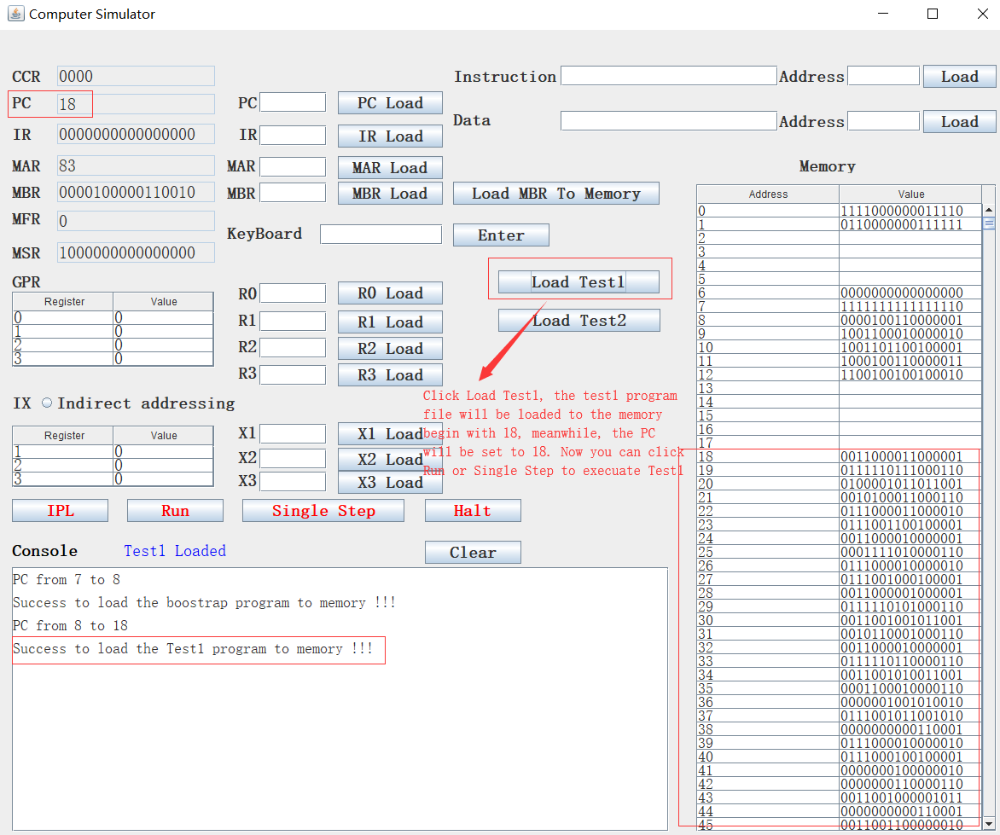 Computer Simulator
CCR 0000 Instruction Address Load
PC 18 PC PC Load
IR 0000000000000000 IR IR Load Data Address Load
MAR 83 MAR MAR Load Memory
MBR 0000100000110010 MBR MBR Load Load MBR To Memory
MFR 0 KeyBoard Enter
MSR 1000000000000000
Load Test1
Load Test2
GPR
Register Value
0 0
1 0
2 0
3 0
R0 R0 Load
R1 R1 Load
R2 R2 Load
R3 R3 Load
Click Load Test1, the test1 program
file will be loaded to the memory
begin with 18, meanwhile, the PC
will be set to 18. Now you can click
Run or Single Step to execuate Test1
IX Indirect addressing
Register Value
1 0
2 0
3 0
X1 X1 Load
X2 X2 Load
X3 X3 Load
IPL Run Single Step Halt
Console Test1 Loaded Clear
PC from 7 to 8
Success to load the boostrap program to memory !!!
PC from 8 to 18
Success to load the Test1 program to memory !!!
Address Value
0 1111000000011110
1 0110000000111111
2
3
4
5
6 0000000000000000
7 1111111111111110
8 0000100110000001
9 1001100010000010
10 1001101100100001
11 1000100110000011
12 1100100100100010
13
14
15
16
17
18 0011000011000001
19 0111110111000110
20 0100001011011001
21 0010100011000110
22 0111000011000010
23 0111001100100001
24 0011000010000001
25 0001111010000110
26 0111000010000010
27 0111001000100001
28 0011000001000001
29 0111110101000110
30 0011001001011001
31 0010110001000110
32 0011000010000001
33 0111110110000110
34 0011001010011001
35 0001100010000110
36 0000001001010010
37 0111001011001010
38 0000000000110001
39 0111000010000010
40 0111000100100001
41 0000000100000010
42 0000000110000110
43 0011001000001011
44 0000000000110001
45 0011001100000010